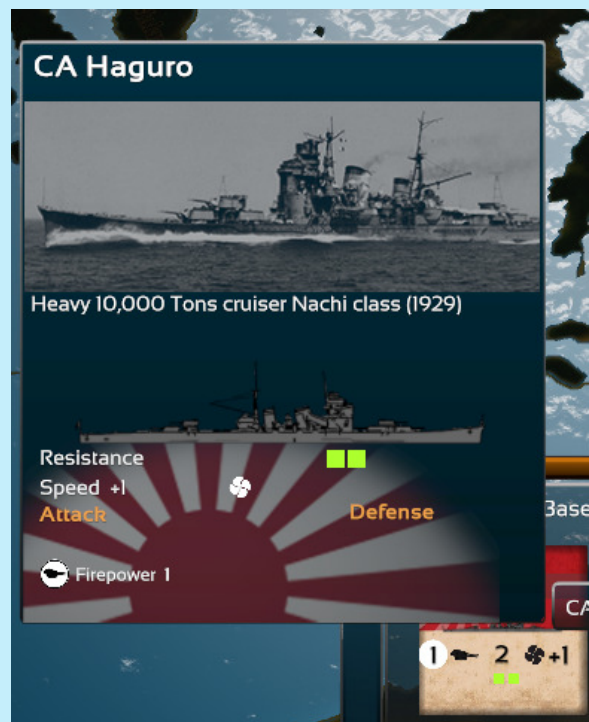 CA Haguro
Heavy 10,000 Tons cruiser Nachi class (1929)
Resistance
Speed +1
Attack Defense
Firepower 1
Base
CA
1 2 +1